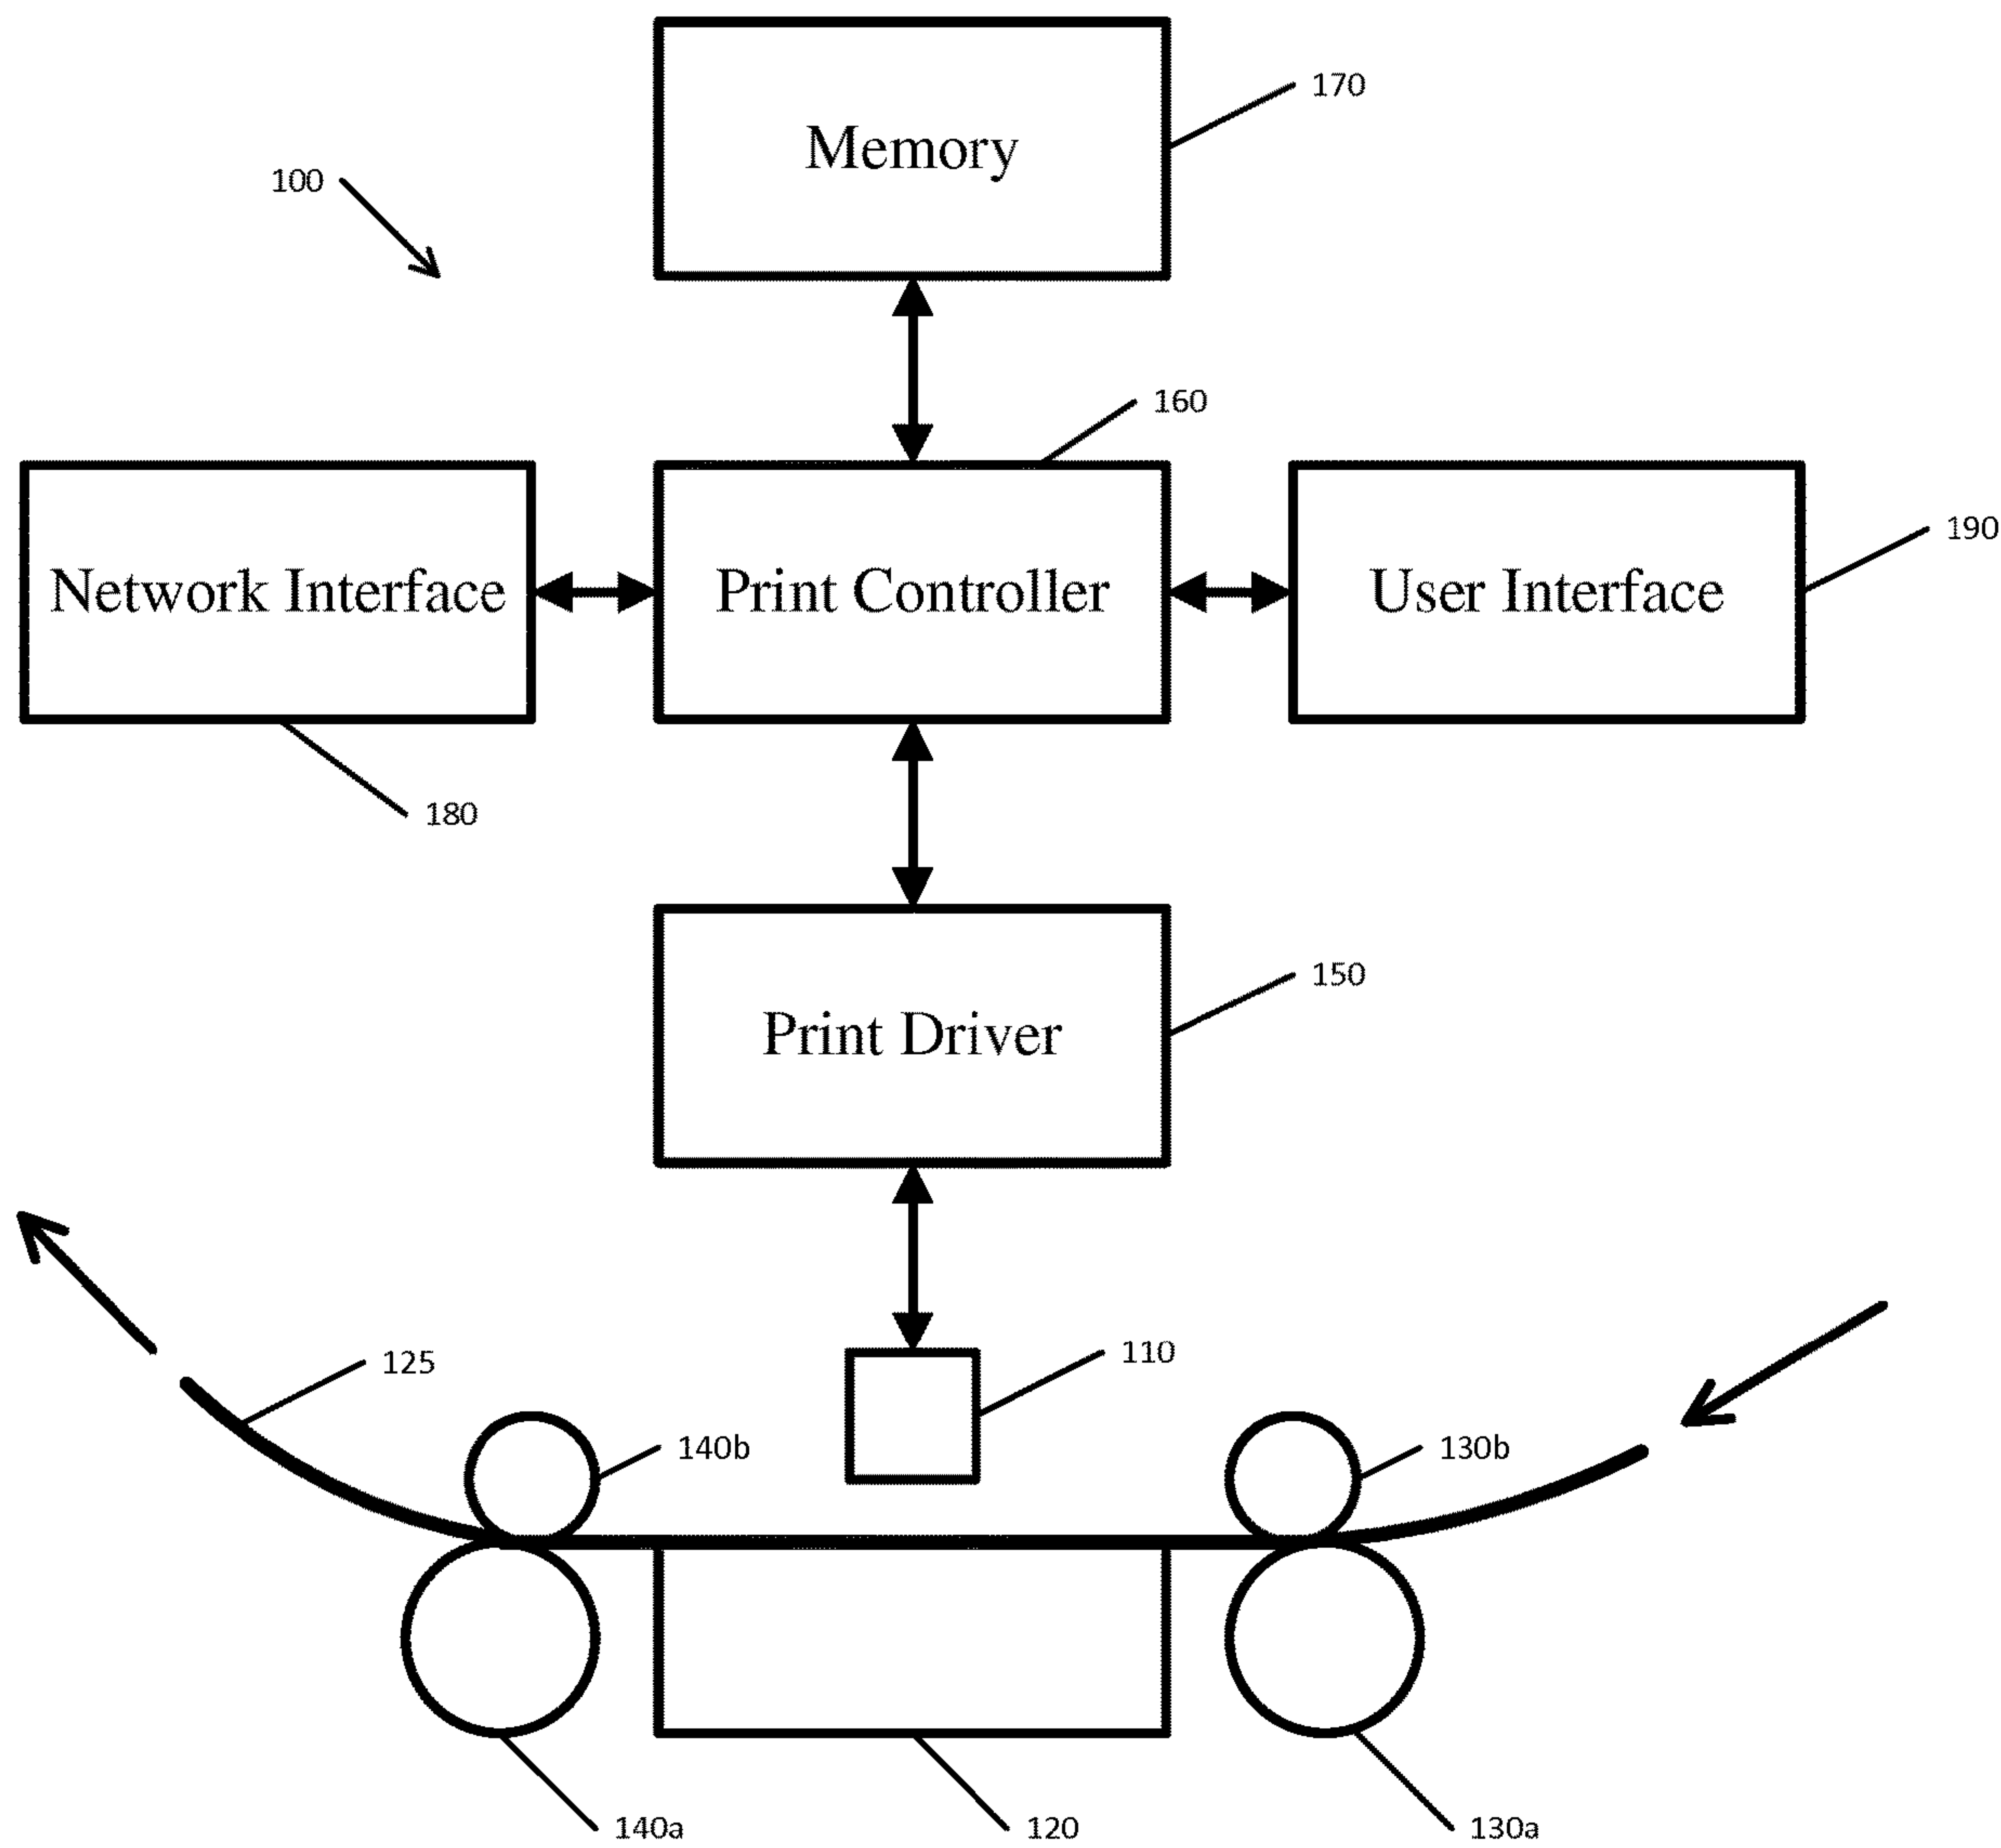 170
Memory
100
160
190
Network Interface
Print Controller
User Interface
180
150
Print Driver
110
125
140b
130b
140a
120
130a